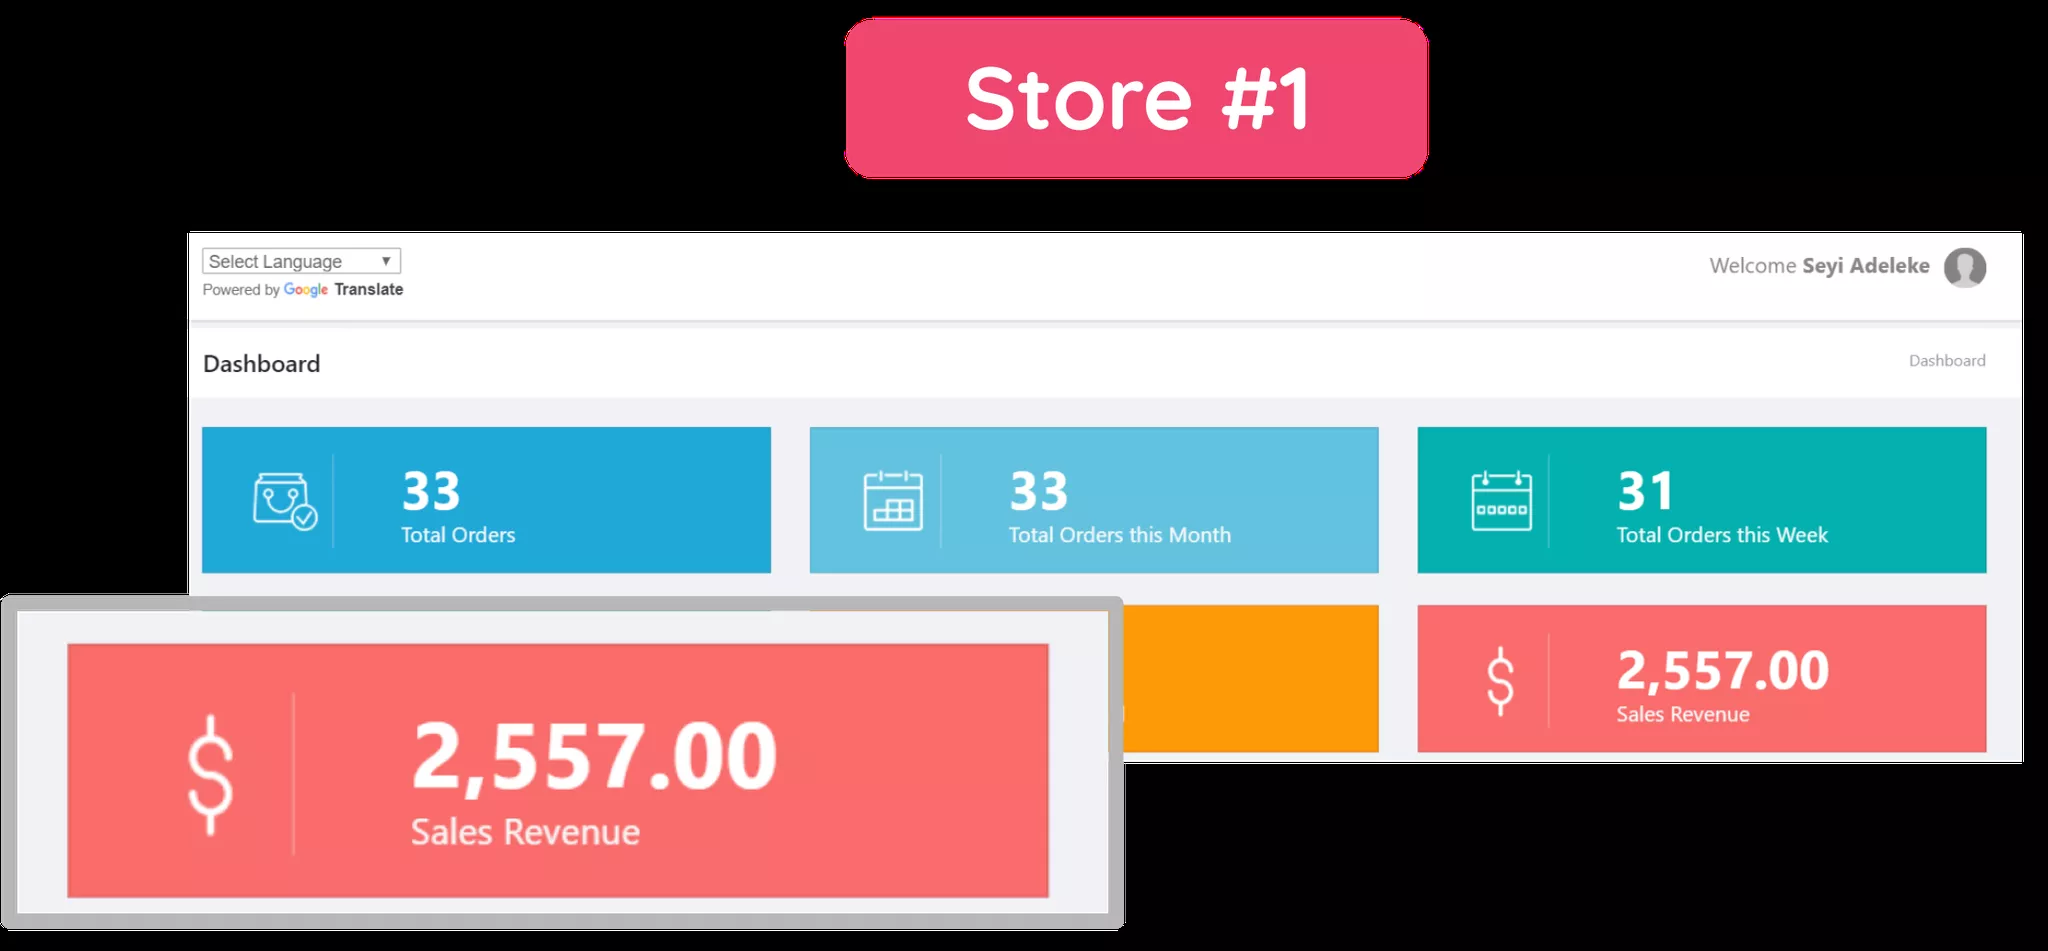 Store #1
Select Language
Powered by Google Translate
Welcome Seyi Adeleke
Dashboard
Dashboard
33
Total Orders
33
Total Orders this Month
31
Total Orders this Week
2,557.00
Sales Revenue
2,557.00
Sales Revenue